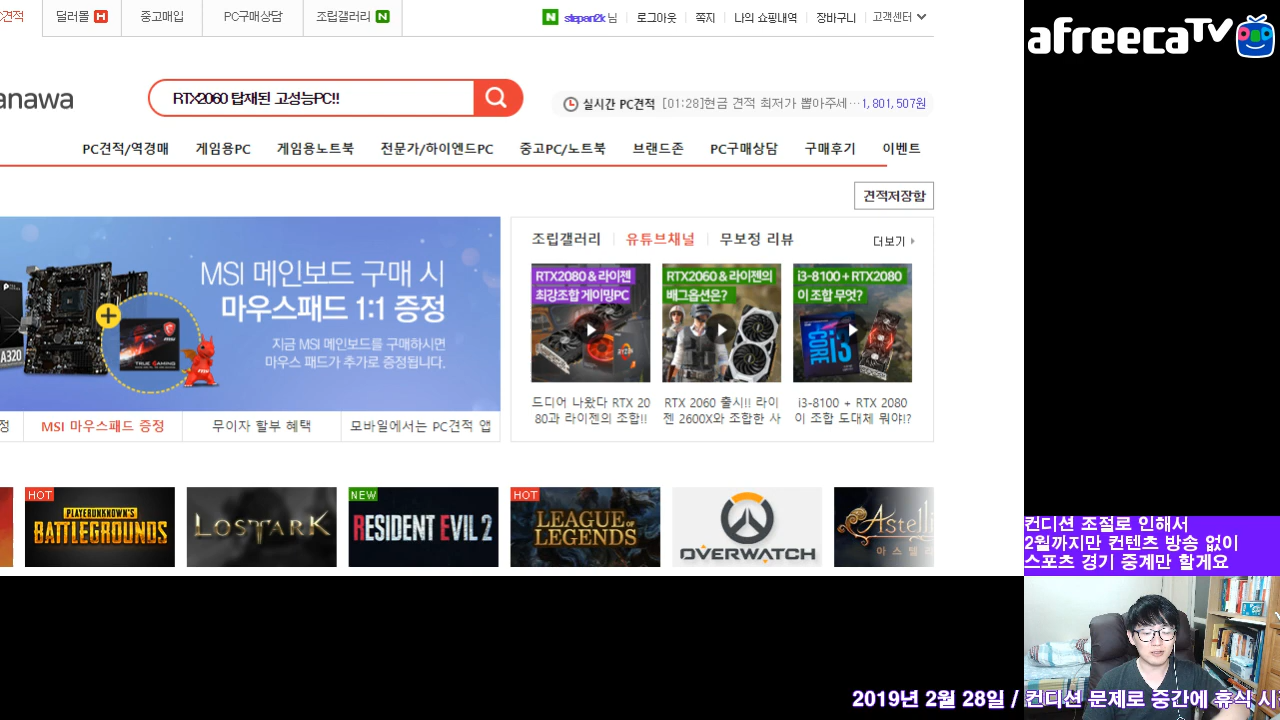 견적
딜러몰 H
중고매입
PC구매상담
조립갤러리 N
N stepan2k 님
로그아웃
쪽지
나의 쇼핑내역
장바구니
고객센터
afreecaTV
anawa
RTX2060 탑재된 고성능PC!!
실시간 PC견적 [01:28]현금 견적 최저가 뽑아주세… 1,801,507원
PC견적/역경매
게임용PC
게임용노트북
전문가/하이엔드PC
중고PC/노트북
브랜드존
PC구매상담
구매후기
이벤트
견적저장함
MSI 메인보드 구매 시
마우스패드 1:1 증정
지금 MSI 메인보드를 구매하시면
마우스 패드가 추가로 증정됩니다.
A320
TRUE GAMING
정
MSI 마우스패드 증정
무이자 할부 혜택
모바일에서는 PC견적 앱
조립갤러리
유튜브채널
무보정 리뷰
더보기
RTX2080 & 라이젠
최강조합 게이밍PC
RTX2060 & 라이젠의
배그옵션은?
i3-8100 + RTX2080
이 조합 무엇?
CORE i3
드디어 나왔다 RTX 20
80과 라이젠의 조합!!
RTX 2060 출시!! 라이
젠 2600X와 조합한 사
i3-8100 + RTX 2080
이 조합 도대체 뭐야!?
HOT
PLAYERUNKNOWN'S
BATTLEGROUNDS
LOSTARK
NEW
RESIDENT EVIL 2
HOT
LEAGUE OF
LEGENDS
OVERWATCH
Astelli
아스텔
컨디션 조절로 인해서
2월까지만 컨텐츠 방송 없이
스포츠 경기 중계만 할게요
2019년 2월 28일 / 컨디션 문제로 중간에 휴식 시